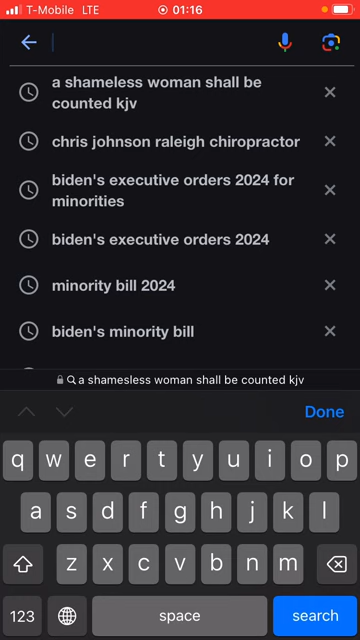 T-Mobile LTE 01:16
a shameless woman shall be
counted kjv
chris johnson raleigh chiropractor
biden's executive orders 2024 for
minorities
biden's executive orders 2024
minority bill 2024
biden's minority bill
a shamesless woman shall be counted kjv
Done
q w e r t y u i o p
a s d f g h j k l
z x c v b n m
123 space search